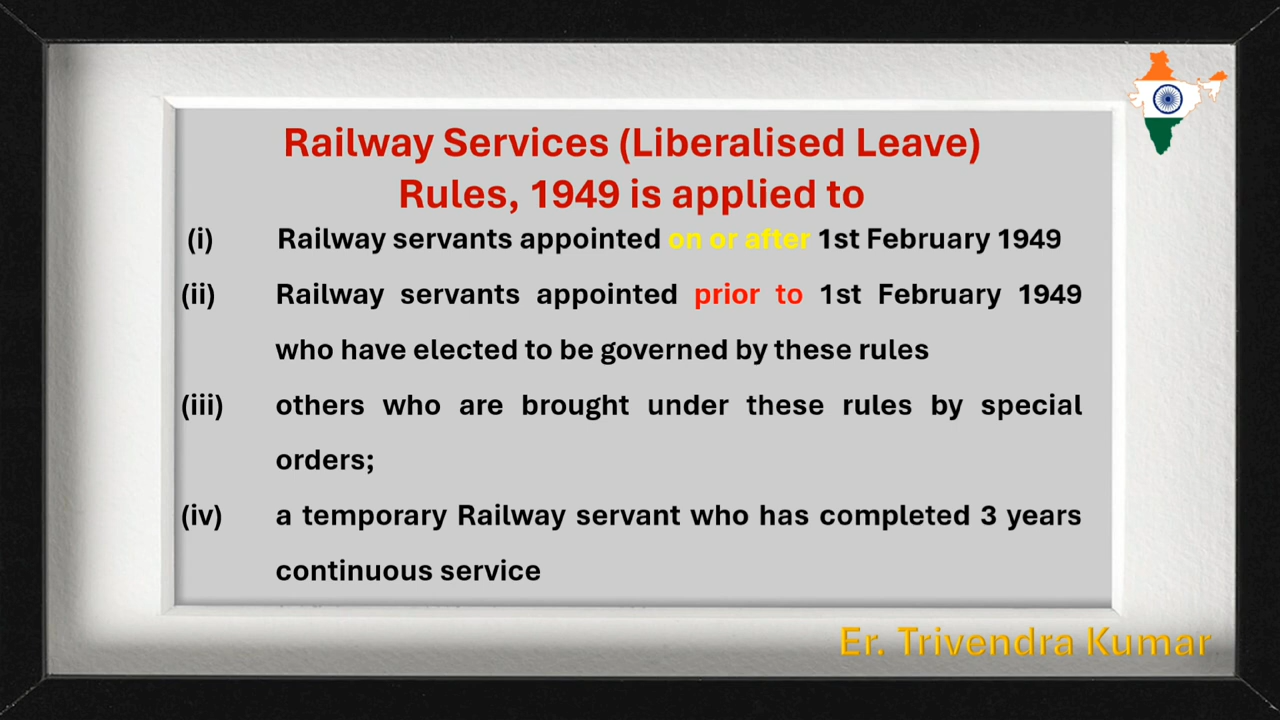 Railway Services (Liberalised Leave)
Rules, 1949 is applied to
(i) Railway servants appointed on or after 1st February 1949
(ii) Railway servants appointed prior to 1st February 1949
who have elected to be governed by these rules
(iii) others who are brought under these rules by special
orders;
(iv) a temporary Railway servant who has completed 3 years
continuous service
Er. Trivendra Kumar